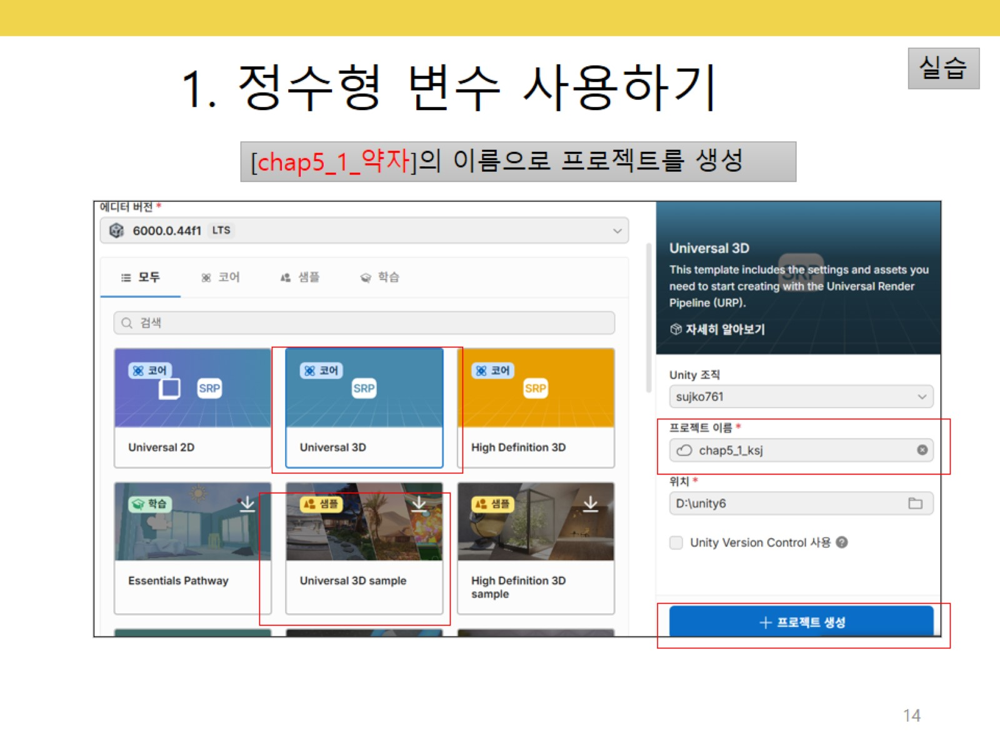 1. 정수형 변수 사용하기
실습
[chap5_1_약자]의 이름으로 프로젝트를 생성
에디터 버전 *
6000.0.44f1 LTS
모두 코어 샘플 학습
검색
코어
SRP
Universal 2D
코어
SRP
Universal 3D
코어
SRP
High Definition 3D
학습
Essentials Pathway
샘플
Universal 3D sample
샘플
High Definition 3D
sample
SRP
Universal 3D
This template includes the settings and assets you
need to start creating with the Universal Render
Pipeline (URP).
자세히 알아보기
Unity 조직
sujko761
프로젝트 이름 *
chap5_1_ksj
위치 *
D:\unity6
Unity Version Control 사용 ?
+ 프로젝트 생성
14